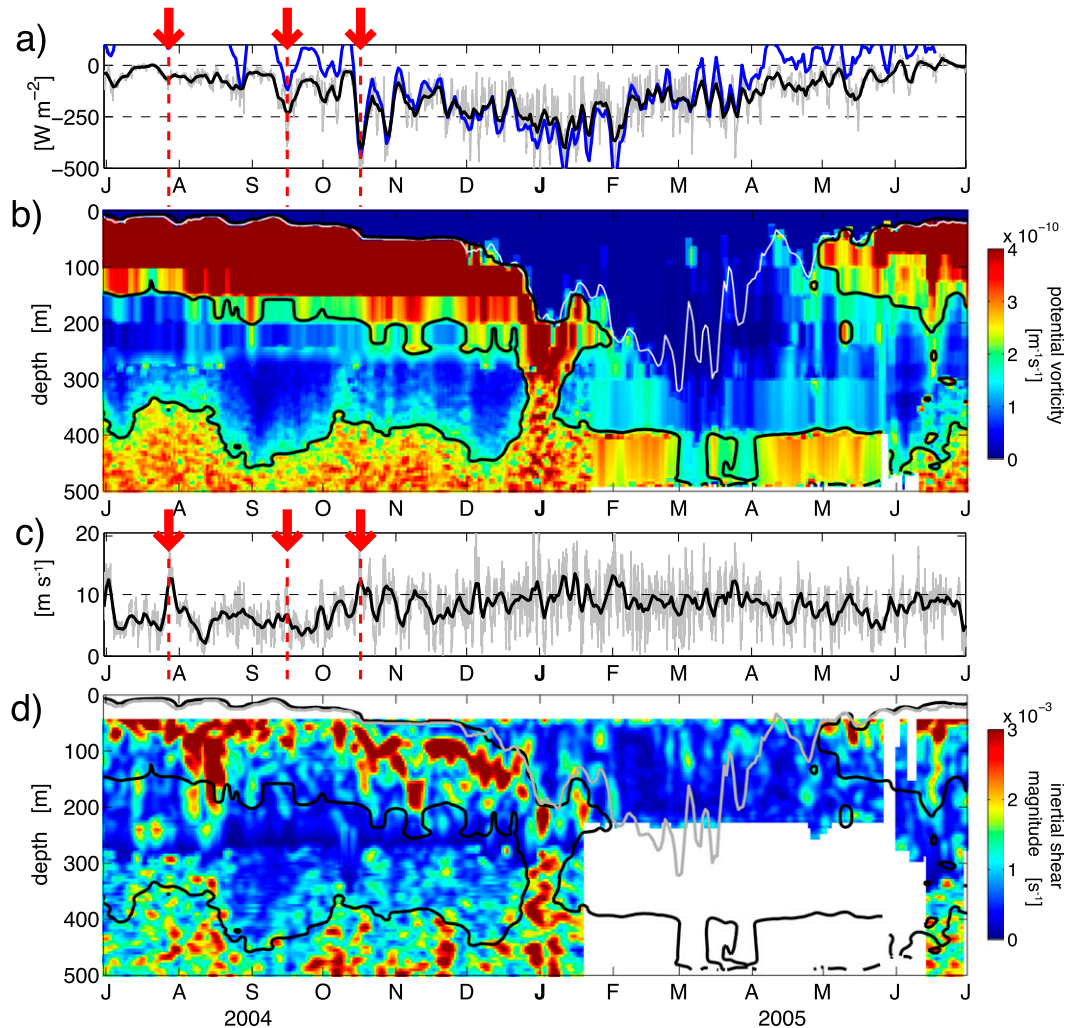 a)
0
−250
−500
[W m−2]
J A S O N D J F M A M J J
b)
0
100
200
300
400
500
depth [m]
J A S O N D J F M A M J J
x 10−10
4
3
2
1
0
potential vorticity
[m-1s-1]
c)
20
10
0
[m s-1]
J A S O N D J F M A M J J
d)
0
100
200
300
400
500
depth [m]
J A S O N D J F M A M J J
2004 2005
x 10−3
3
2
1
0
inertial shear
magnitude [s-1]